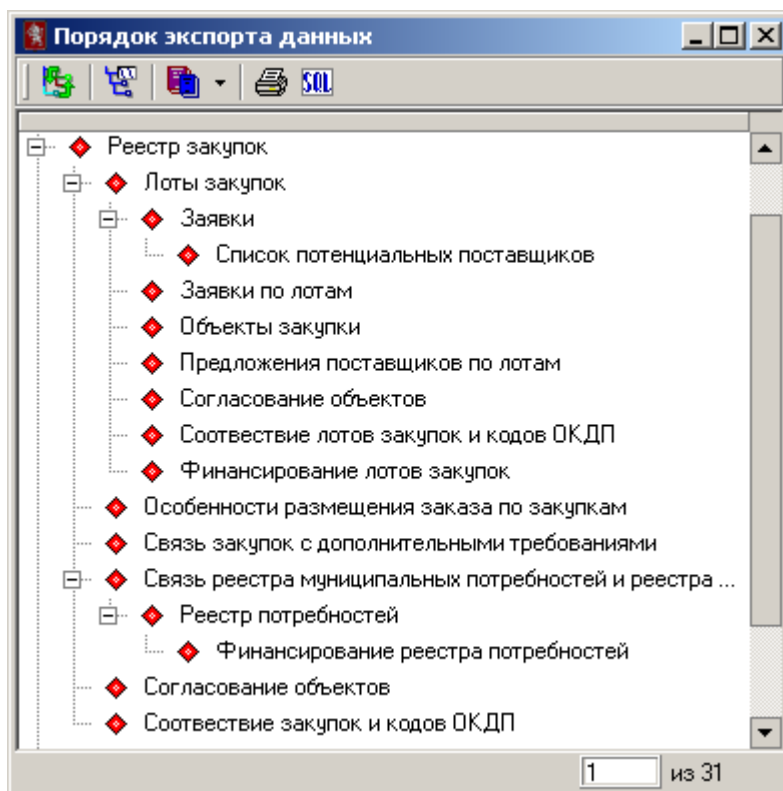 Порядок экспорта данных
SQL
Реестр закупок
Лоты закупок
Заявки
Список потенциальных поставщиков
Заявки по лотам
Объекты закупки
Предложения поставщиков по лотам
Согласование объектов
Соотвествие лотов закупок и кодов ОКДП
Финансирование лотов закупок
Особенности размещения заказа по закупкам
Связь закупок с дополнительными требованиями
Связь реестра муниципальных потребностей и реестра ...
Реестр потребностей
Финансирование реестра потребностей
Согласование объектов
Соотвествие закупок и кодов ОКДП
1 из 31